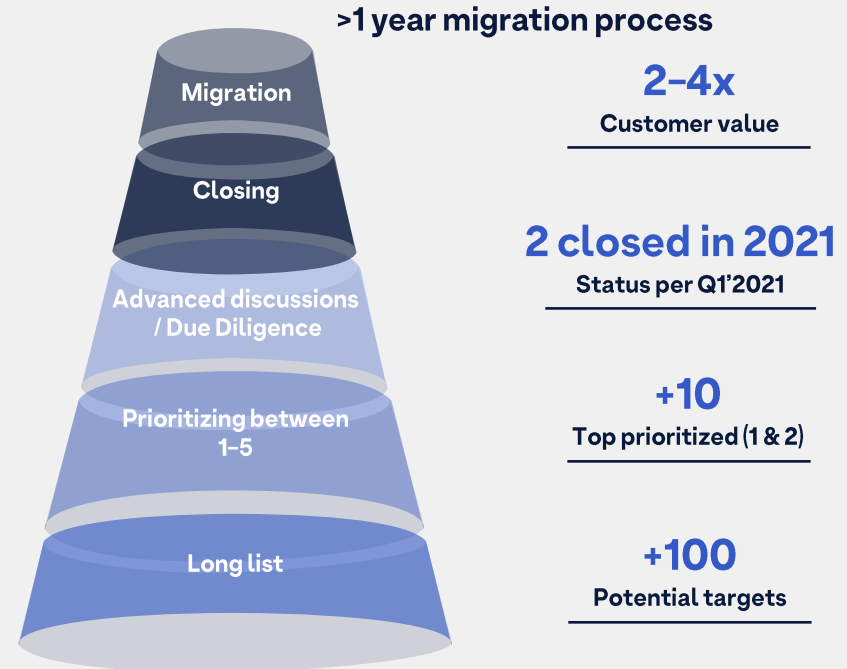 >1 year migration process
Migration
2–4x
Customer value
Closing
2 closed in 2021
Status per Q1’2021
Advanced discussions
/ Due Diligence
+10
Top prioritized (1 & 2)
Prioritizing between
1–5
+100
Potential targets
Long list